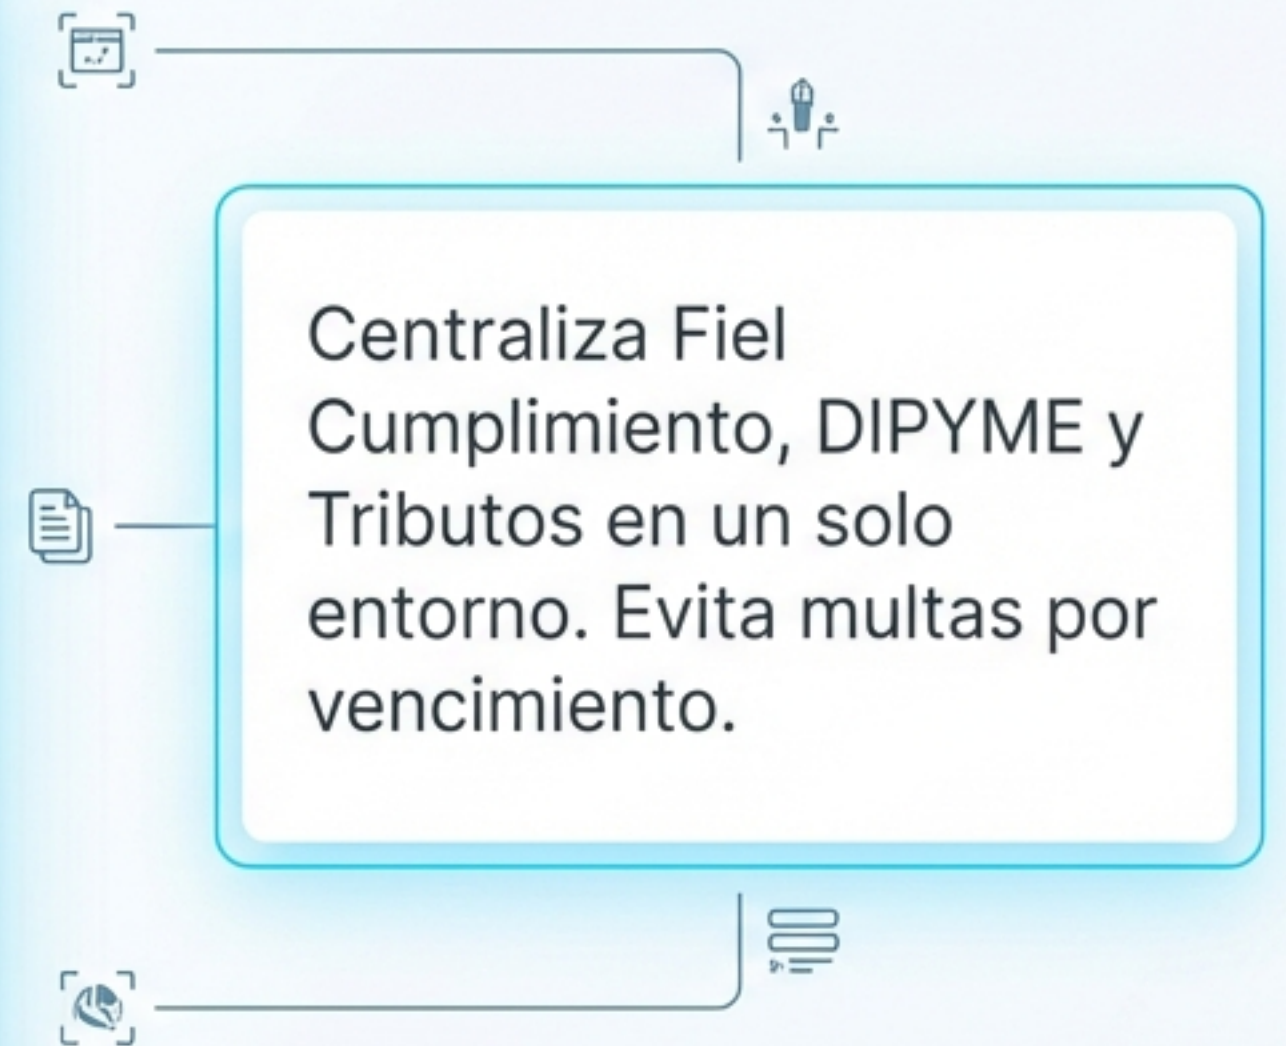 Centraliza Fiel
Cumplimiento, DIPYME y
Tributos en un solo
entorno. Evita multas por
vencimiento.